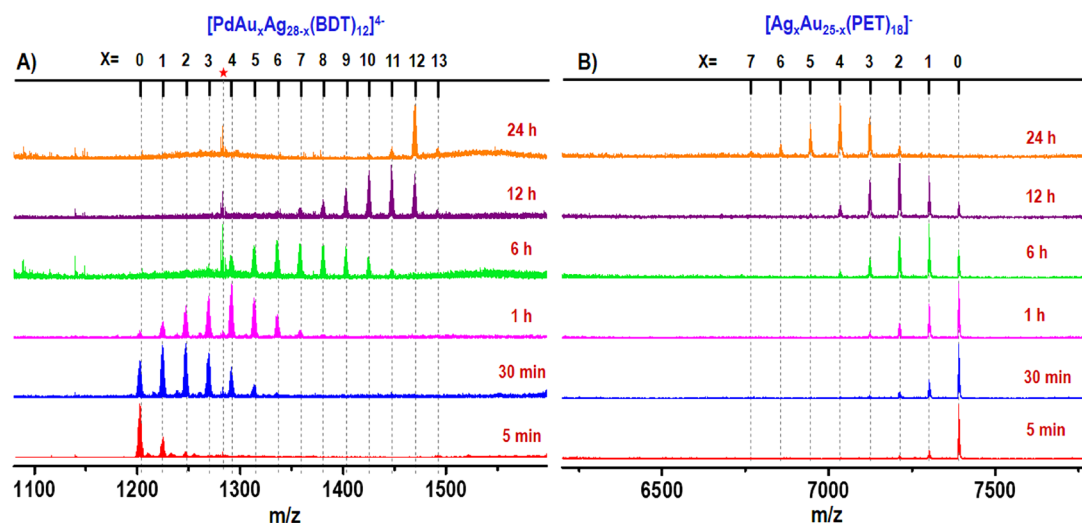 [PdAuₓAg₂₈₋ₓ(BDT)₁₂]⁴⁻
A)
X= 0 1 2 3 ★ 4 5 6 7 8 9 10 11 12 13
24 h
12 h
6 h
1 h
30 min
5 min
1100 1200 1300 1400 1500
m/z
[AgₓAu₂₅₋ₓ(PET)₁₈]⁻
B)
X= 7 6 5 4 3 2 1 0
24 h
12 h
6 h
1 h
30 min
5 min
6500 7000 7500
m/z